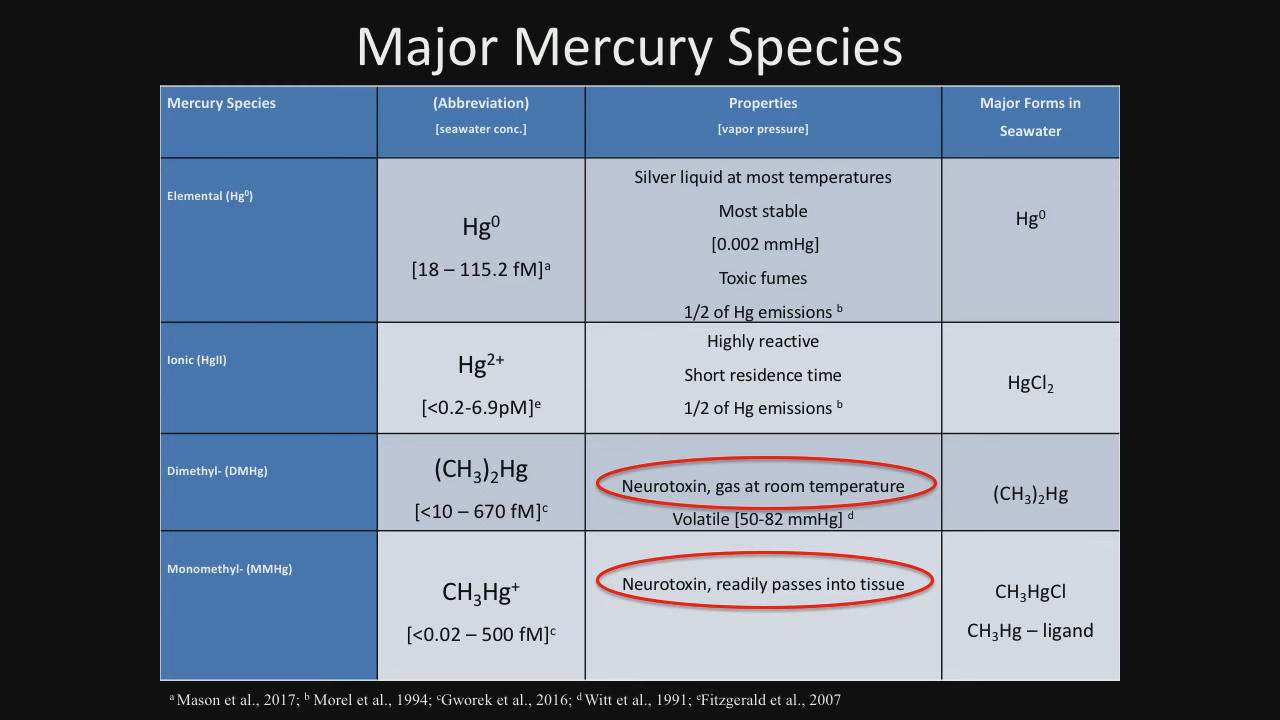 Major Mercury Species
Mercury Species
(Abbreviation)
[seawater conc.]
Properties
[vapor pressure]
Major Forms in
Seawater
Elemental (Hg⁰)
Hg⁰
[18 – 115.2 fM]ᵃ
Silver liquid at most temperatures
Most stable
[0.002 mmHg]
Toxic fumes
1/2 of Hg emissions ᵇ
Hg⁰
Ionic (HgII)
Hg²⁺
[<0.2-6.9pM]ᵉ
Highly reactive
Short residence time
1/2 of Hg emissions ᵇ
HgCl₂
Dimethyl- (DMHg)
(CH₃)₂Hg
[<10 – 670 fM]ᶜ
Neurotoxin, gas at room temperature
Volatile [50-82 mmHg] ᵈ
(CH₃)₂Hg
Monomethyl- (MMHg)
CH₃Hg⁺
[<0.02 – 500 fM]ᶜ
Neurotoxin, readily passes into tissue
CH₃HgCl
CH₃Hg – ligand
ᵃ Mason et al., 2017; ᵇ Morel et al., 1994; ᶜGworek et al., 2016; ᵈ Witt et al., 1991; ᵉFitzgerald et al., 2007